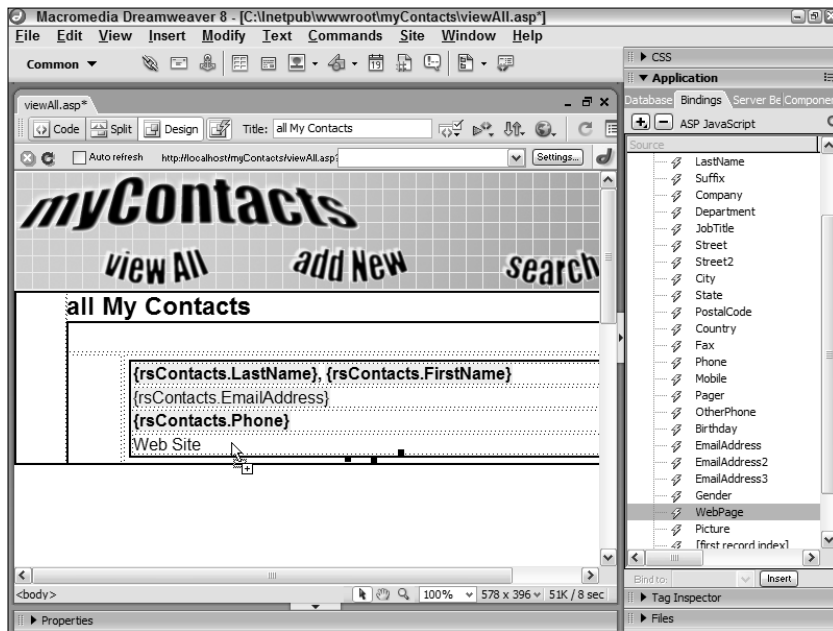 Macromedia Dreamweaver 8 - [C:\Inetpub\wwwroot\myContacts\viewAll.asp*]
File Edit View Insert Modify Text Commands Site Window Help
Common
viewAll.asp*
Code Split Design Title: all My Contacts
Auto refresh http://localhost/myContacts/viewAll.asp? Settings...
myContacts
view All add New search
all My Contacts
{rsContacts.LastName}, {rsContacts.FirstName}
{rsContacts.EmailAddress}
{rsContacts.Phone}
Web Site
<body> 100% 578 x 396 51K / 8 sec
Properties
CSS
Application
Database Bindings Server Be Componen
ASP JavaScript
Source
LastName
Suffix
Company
Department
JobTitle
Street
Street2
City
State
PostalCode
Country
Fax
Phone
Mobile
Pager
OtherPhone
Birthday
EmailAddress
EmailAddress2
EmailAddress3
Gender
WebPage
Picture
[first record index]
Bind to: Insert
Tag Inspector
Files